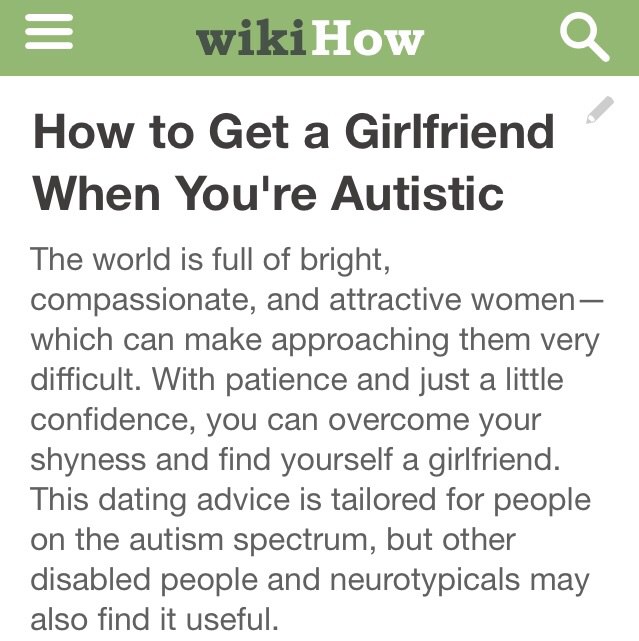 wikiHow
How to Get a Girlfriend
When You're Autistic
The world is full of bright,
compassionate, and attractive women—
which can make approaching them very
difficult. With patience and just a little
confidence, you can overcome your
shyness and find yourself a girlfriend.
This dating advice is tailored for people
on the autism spectrum, but other
disabled people and neurotypicals may
also find it useful.